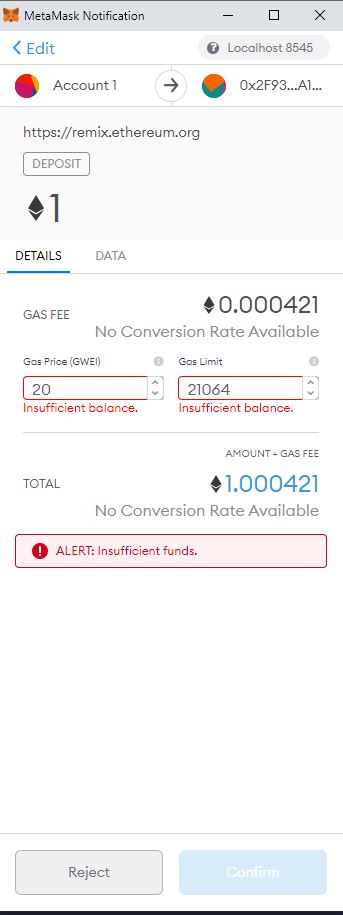 MetaMask Notification
Edit
Localhost 8545
Account 1
0x2F93...A1...
https://remix.ethereum.org
DEPOSIT
1
DETAILS DATA
GAS FEE
0.000421
No Conversion Rate Available
Gas Price (GWEI) Gas Limit
20 21064
Insufficient balance. Insufficient balance.
AMOUNT + GAS FEE
TOTAL
1.000421
No Conversion Rate Available
ALERT: Insufficient funds.
Reject Confirm